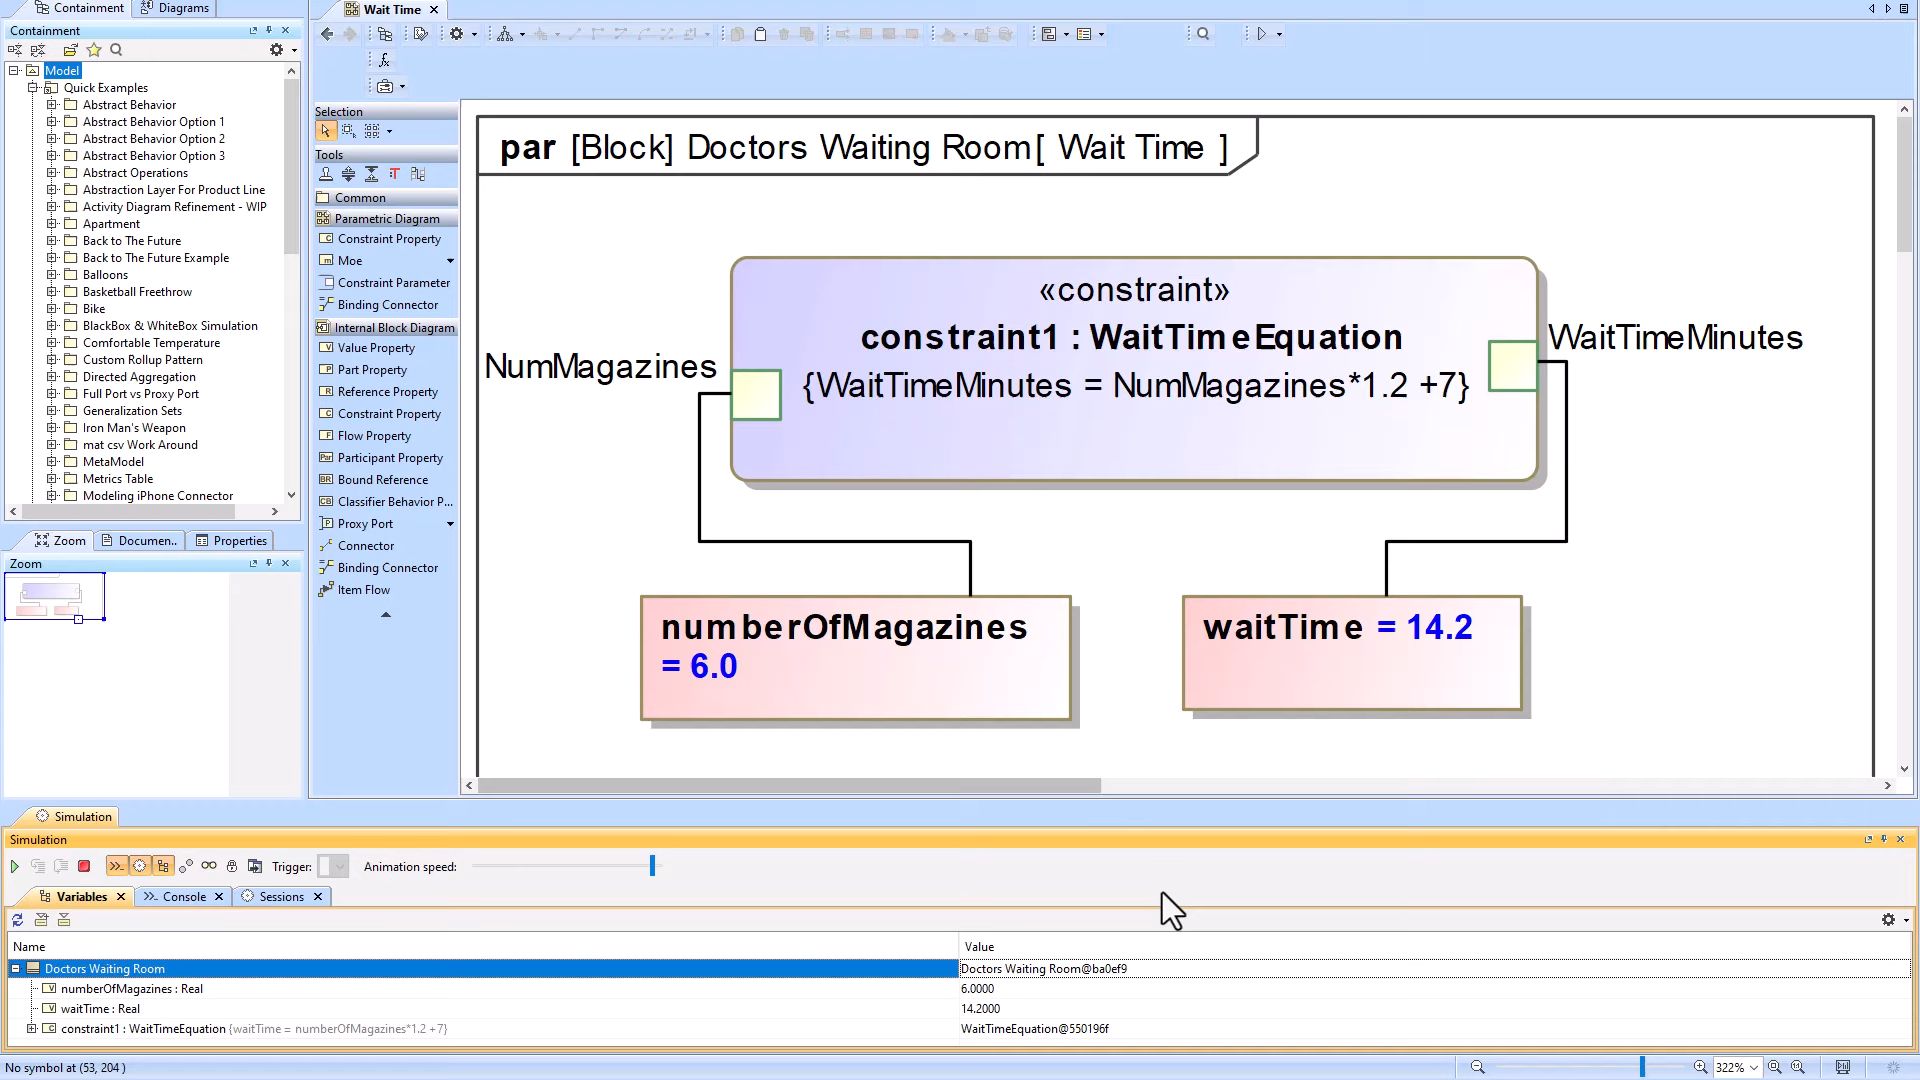 Containment
Diagrams
Wait Time
Containment
Model
Quick Examples
Abstract Behavior
Abstract Behavior Option 1
Abstract Behavior Option 2
Abstract Behavior Option 3
Abstract Operations
Abstraction Layer For Product Line
Activity Diagram Refinement - WIP
Apartment
Back to The Future
Back to The Future Example
Balloons
Basketball Freethrow
Bike
BlackBox & WhiteBox Simulation
Comfortable Temperature
Custom Rollup Pattern
Directed Aggregation
Full Port vs Proxy Port
Generalization Sets
Iron Man's Weapon
mat csv Work Around
MetaModel
Metrics Table
Modeling iPhone Connector
Zoom
Documen..
Properties
Zoom
Selection
Tools
Common
Parametric Diagram
Constraint Property
Moe
Constraint Parameter
Binding Connector
Internal Block Diagram
Value Property
Part Property
Reference Property
Constraint Property
Flow Property
Participant Property
Bound Reference
Classifier Behavior P...
Proxy Port
Connector
Binding Connector
Item Flow
par [Block] Doctors Waiting Room[ Wait Time ]
«constraint»
constraint1 : WaitTimeEquation
{WaitTimeMinutes = NumMagazines*1.2 +7}
NumMagazines
WaitTimeMinutes
numberOfMagazines
= 6.0
waitTime = 14.2
Simulation
Simulation
Trigger:
Animation speed:
Variables
Console
Sessions
Name
Value
Doctors Waiting Room
Doctors Waiting Room@ba0ef9
numberOfMagazines : Real
6.0000
waitTime : Real
14.2000
constraint1 : WaitTimeEquation {waitTime = numberOfMagazines*1.2 +7}
WaitTimeEquation@550196f
No symbol at (53, 204 )
322%